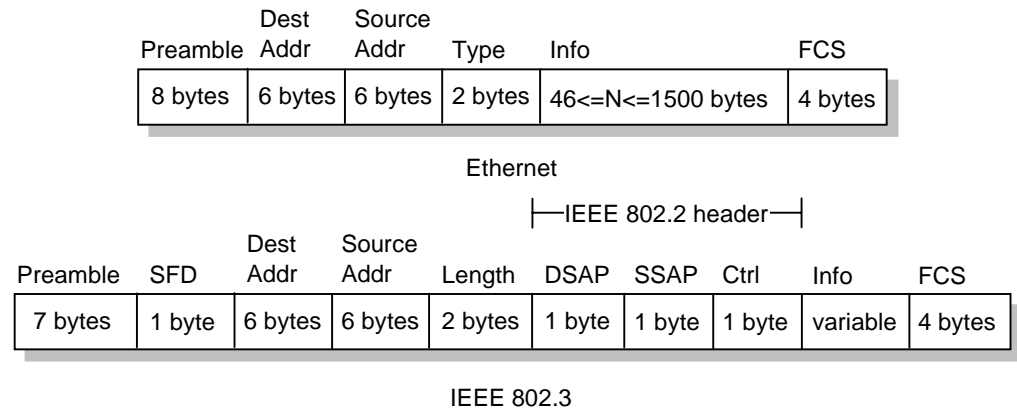 Dest Source
Preamble Addr Addr Type Info FCS
8 bytes 6 bytes 6 bytes 2 bytes 46<=N<=1500 bytes 4 bytes
Ethernet
IEEE 802.2 header
Dest Source
Preamble SFD Addr Addr Length DSAP SSAP Ctrl Info FCS
7 bytes 1 byte 6 bytes 6 bytes 2 bytes 1 byte 1 byte 1 byte variable 4 bytes
IEEE 802.3